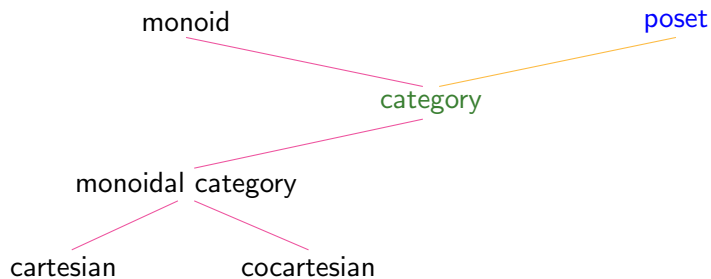 monoid
poset
category
monoidal category
cartesian
cocartesian